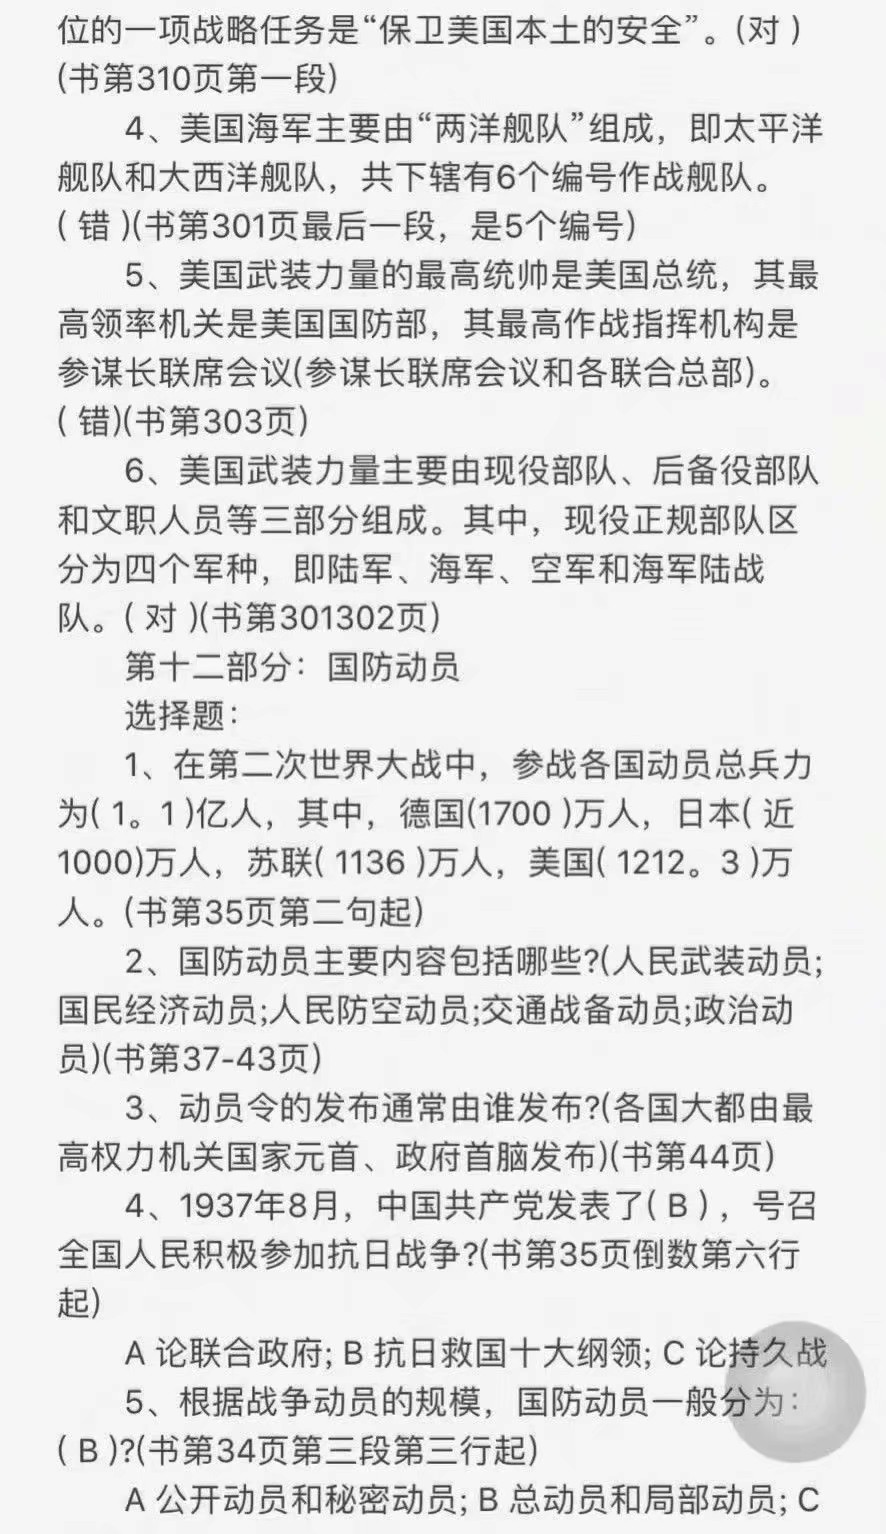 位的一项战略任务是“保卫美国本土的安全”。(对 )
(书第310页第一段)
4、美国海军主要由“两洋舰队”组成，即太平洋
舰队和大西洋舰队，共下辖有6个编号作战舰队。
( 错 )(书第301页最后一段，是5个编号)
5、美国武装力量的最高统帅是美国总统，其最
高领率机关是美国国防部，其最高作战指挥机构是
参谋长联席会议(参谋长联席会议和各联合总部)。
( 错)(书第303页)
6、美国武装力量主要由现役部队、后备役部队
和文职人员等三部分组成。其中，现役正规部队区
分为四个军种，即陆军、海军、空军和海军陆战
队。( 对 )(书第301302页)
第十二部分：国防动员
选择题：
1、在第二次世界大战中，参战各国动员总兵力
为( 1。1 )亿人，其中，德国(1700 )万人，日本( 近
1000)万人，苏联( 1136 )万人，美国( 1212。3 )万
人。(书第35页第二句起)
2、国防动员主要内容包括哪些?(人民武装动员;
国民经济动员;人民防空动员;交通战备动员;政治动
员)(书第37-43页)
3、动员令的发布通常由谁发布?(各国大都由最
高权力机关国家元首、政府首脑发布)(书第44页)
4、1937年8月，中国共产党发表了( B ) ，号召
全国人民积极参加抗日战争?(书第35页倒数第六行
起)
A 论联合政府; B 抗日救国十大纲领; C 论持久战
5、根据战争动员的规模，国防动员一般分为：
( B )?(书第34页第三段第三行起)
A 公开动员和秘密动员; B 总动员和局部动员; C